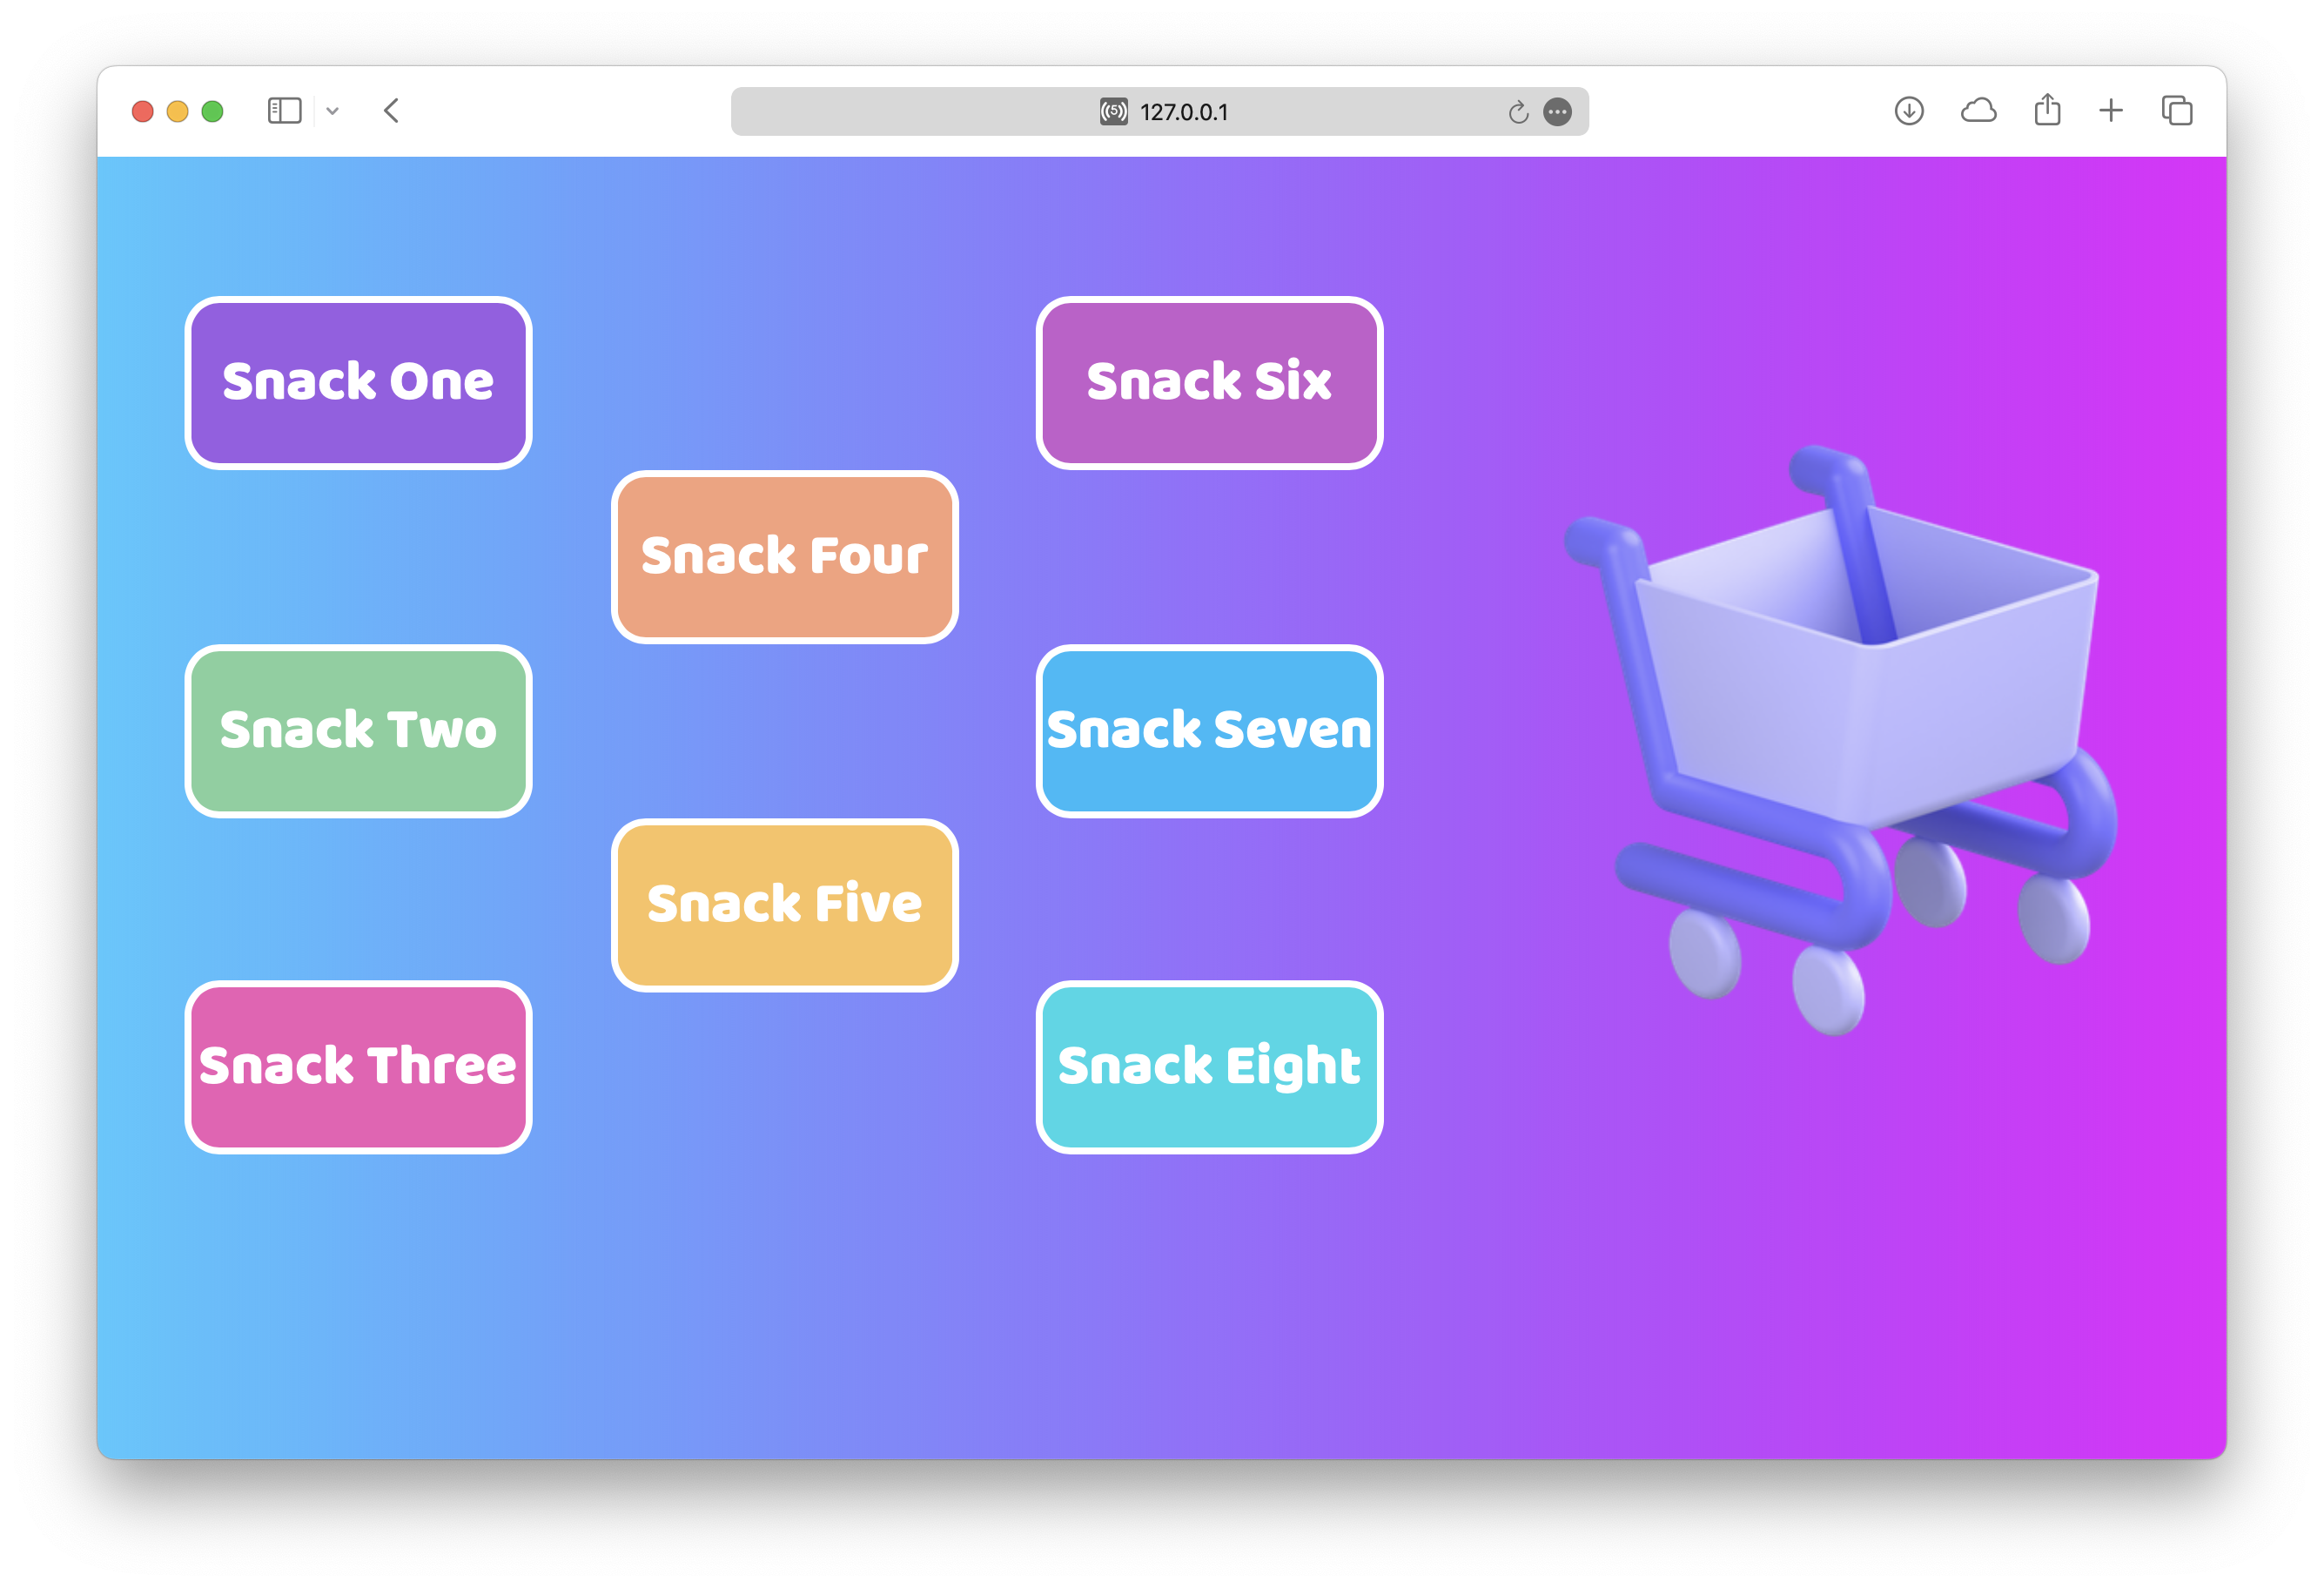 127.0.0.1
Snack One
Snack Six
Snack Four
Snack Two
Snack Seven
Snack Five
Snack Three
Snack Eight